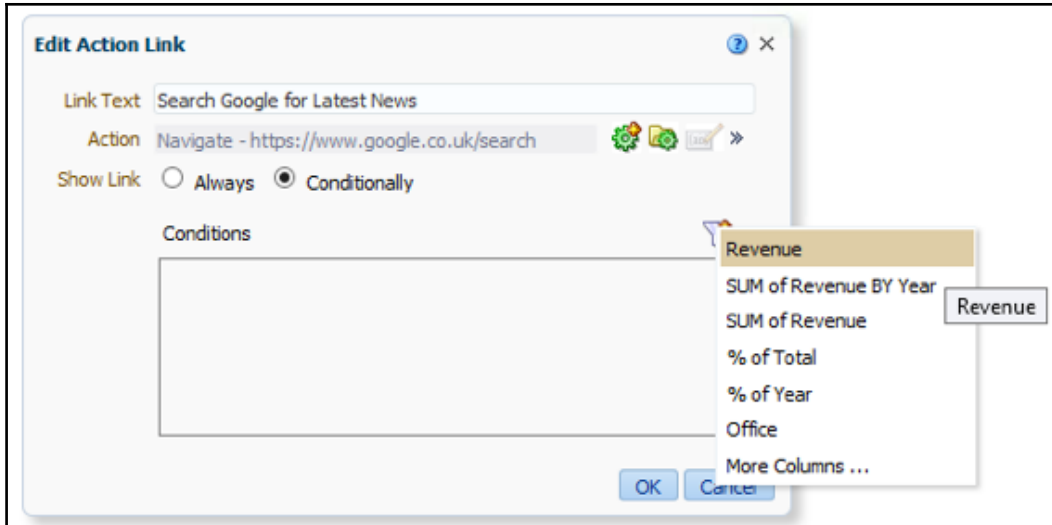 Edit Action Link
Link Text Search Google for Latest News
Action Navigate - https://www.google.co.uk/search
Show Link Always Conditionally
Conditions
Revenue
SUM of Revenue BY Year
Revenue
SUM of Revenue
% of Total
% of Year
Office
More Columns ...
OK Cancel